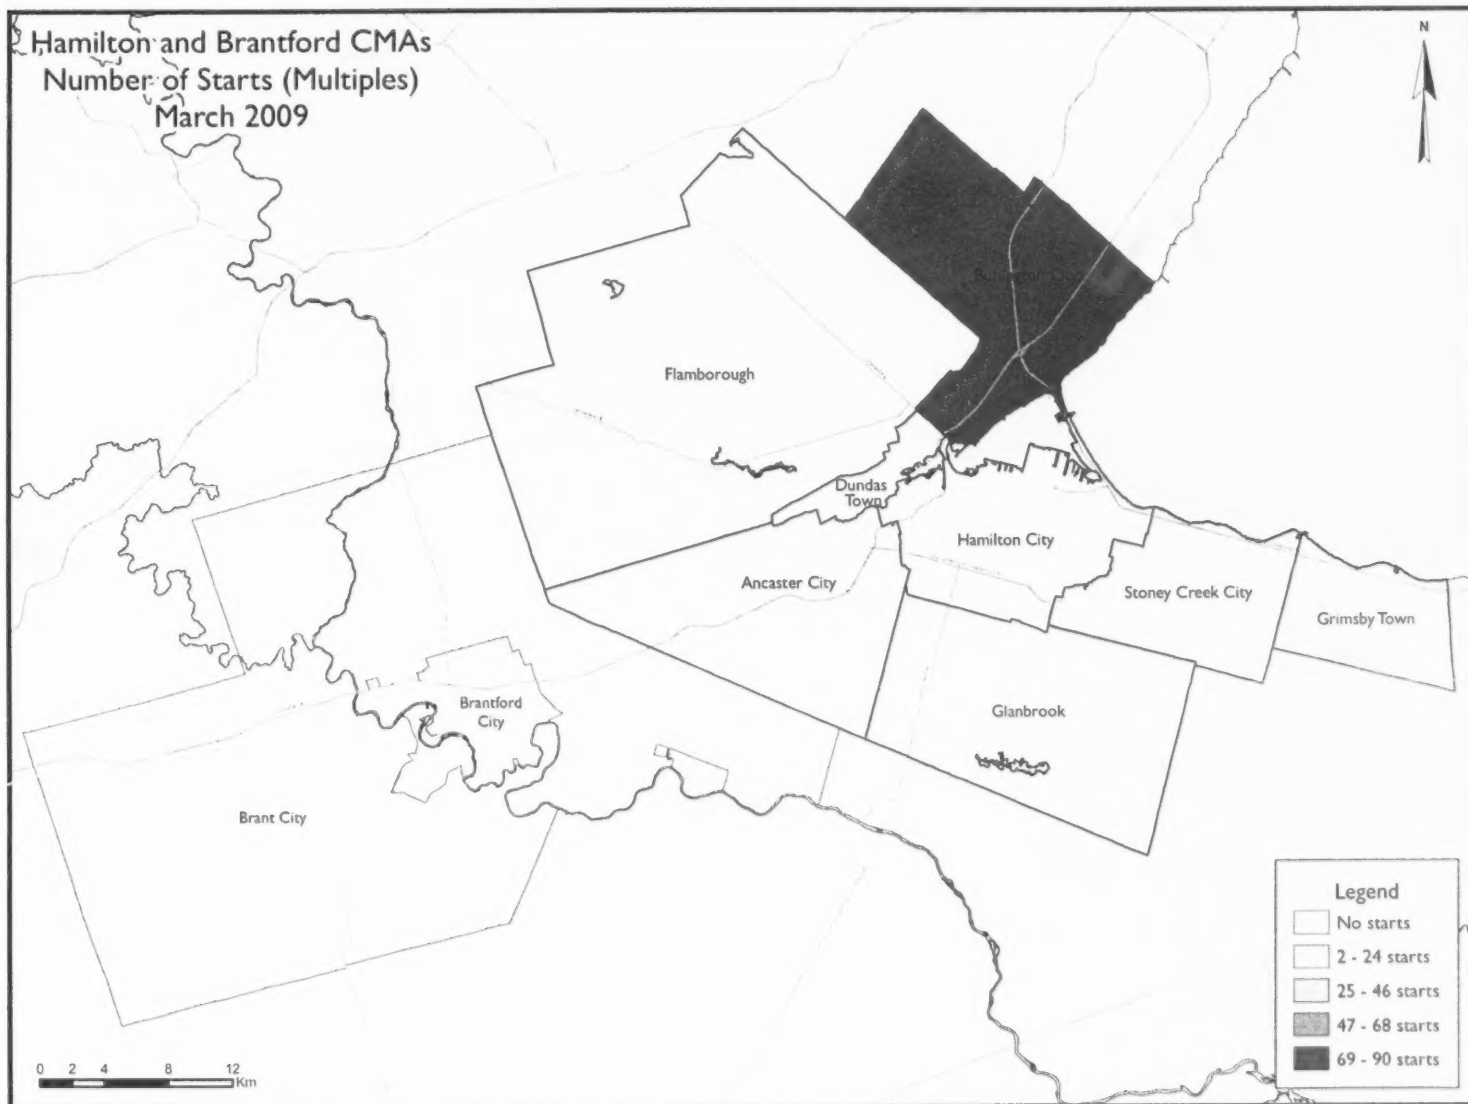 Hamilton and Brantford CMAs
Number of Starts (Multiples)
March 2009
N
Flamborough
Dundas
Town
Hamilton City
Ancaster City
Stoney Creek City
Grimsby Town
Brantford
City
Glanbrook
Brant City
Legend
No starts
2 - 24 starts
25 - 46 starts
47 - 68 starts
69 - 90 starts
0 2 4 8 12
Km